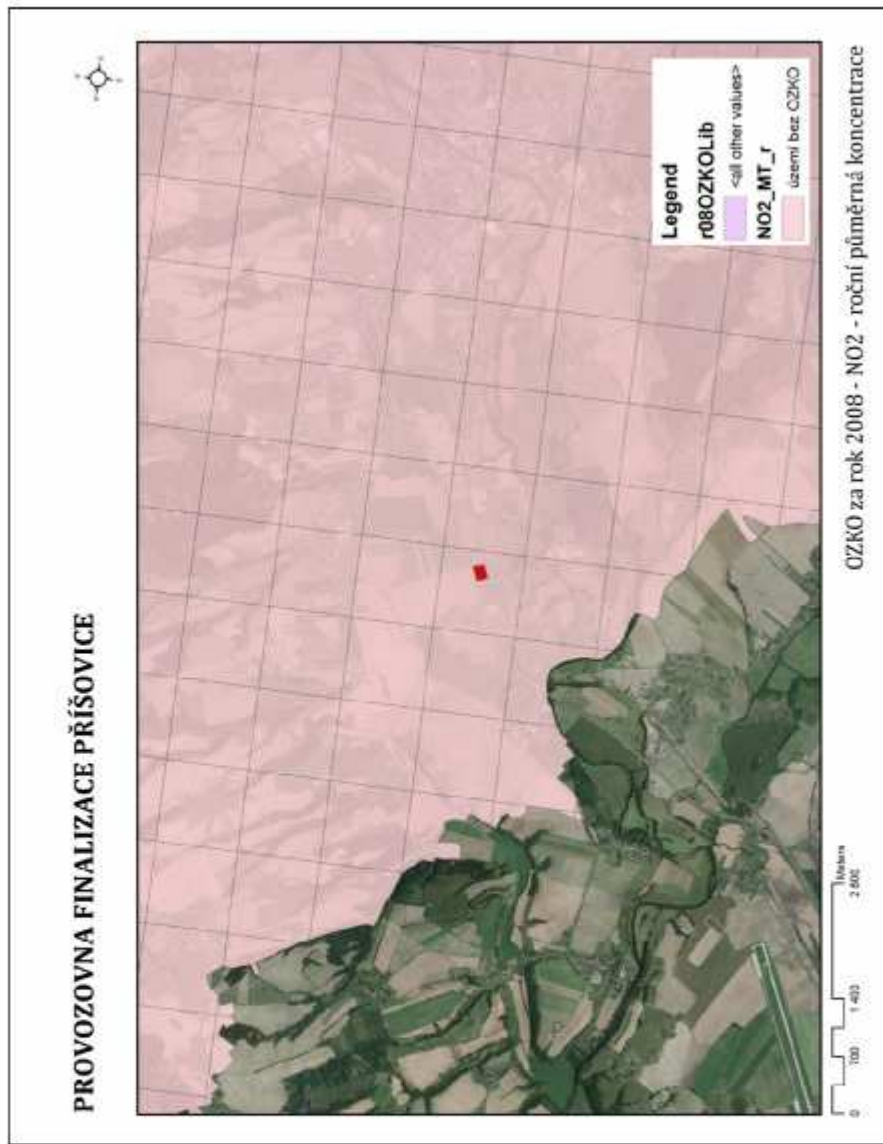 PROVOZOVNA FINALIZACE PŘÍŠOVICE
Legend
r08OZKOLib
<all other values>
NO2_MT_r
území bez OZKO
0 700 1 400 2 800
Meters
OZKO za rok 2008 - NO2 - roční půměrná koncentrace